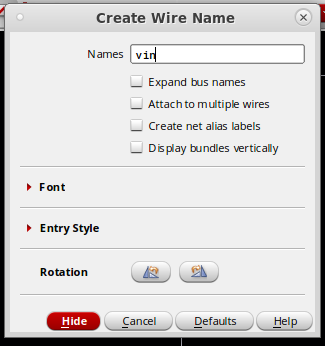 Create Wire Name
Names vin
Expand bus names
Attach to multiple wires
Create net alias labels
Display bundles vertically
Font
Entry Style
Rotation
Hide Cancel Defaults Help